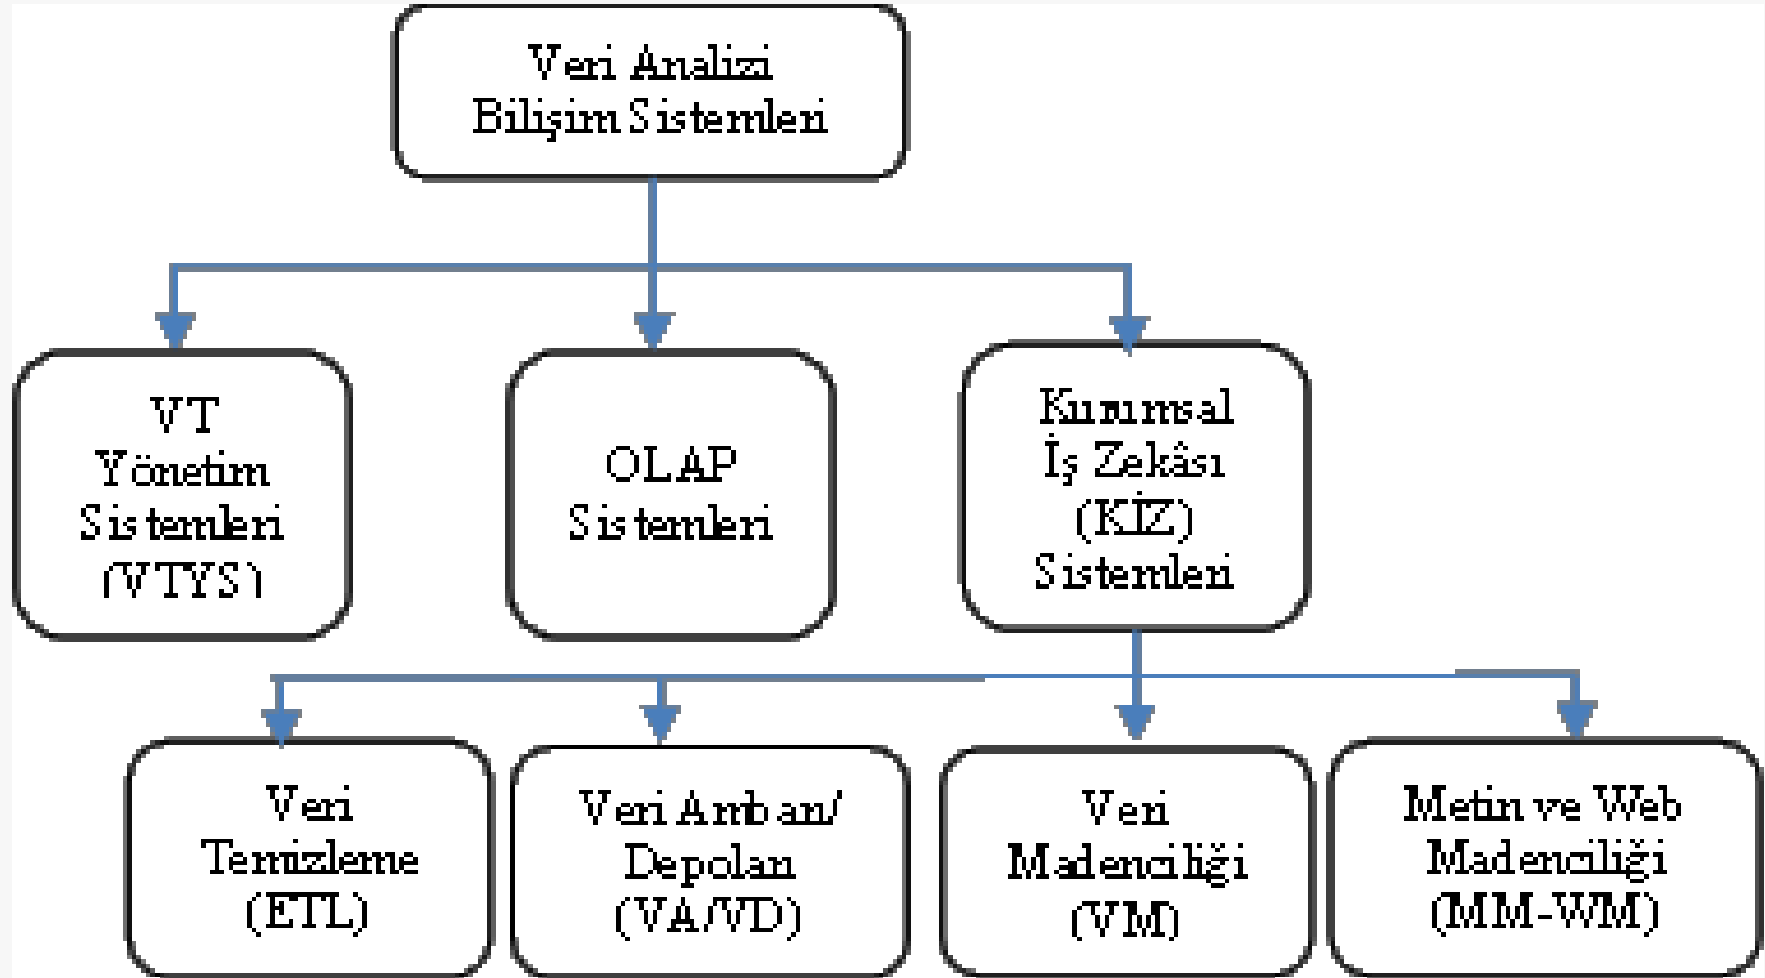 Veri Analizi
Bilişim Sistemleri
VT
Yönetim
Sistemleri
(VTYS)
OLAP
Sistemleri
Kurumsal
İş Zekâsı
(KİZ)
Sistemleri
Veri
Temizleme
(ETL)
Veri Ambarı/
Depoları
(VA/VD)
Veri
Madenciliği
(VM)
Metin ve Web
Madenciliği
(MM-WM)